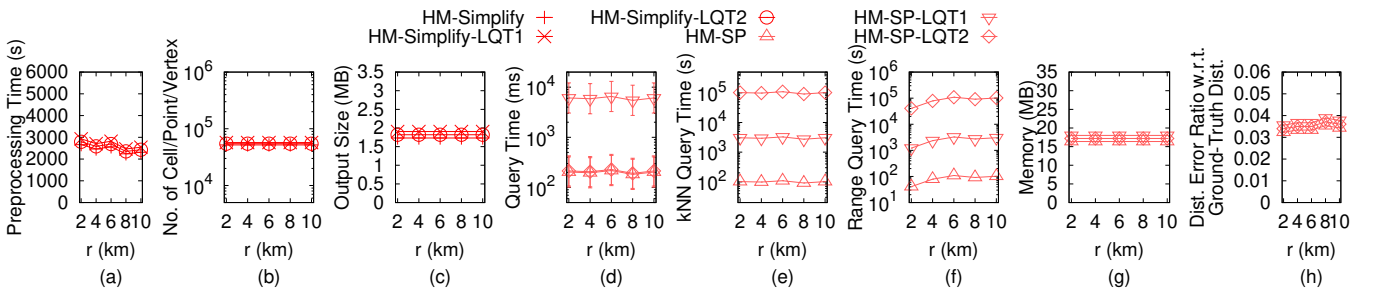 HM-Simplify
HM-Simplify-LQT1
HM-Simplify-LQT2
HM-SP
HM-SP-LQT1
HM-SP-LQT2
Preprocessing Time (s)
6000
5000
4000
3000
2000
1000
0
2 4 6 8 10
r (km)
(a)
No. of Cell/Point/Vertex
10^6
10^5
10^4
2 4 6 8 10
r (km)
(b)
Output Size (MB)
3.5
3
2.5
2
1.5
1
0.5
0
2 4 6 8 10
r (km)
(c)
Query Time (ms)
10^4
10^3
10^2
2 4 6 8 10
r (km)
(d)
kNN Query Time (s)
10^5
10^4
10^3
10^2
2 4 6 8 10
r (km)
(e)
Range Query Time (s)
10^6
10^5
10^4
10^3
10^2
10^1
2 4 6 8 10
r (km)
(f)
Memory (MB)
35
30
25
20
15
10
5
0
2 4 6 8 10
r (km)
(g)
Dist. Error Ratio w.r.t.
Ground-Truth Dist.
0.06
0.05
0.04
0.03
0.02
0.01
0
2 4 6 8 10
r (km)
(h)